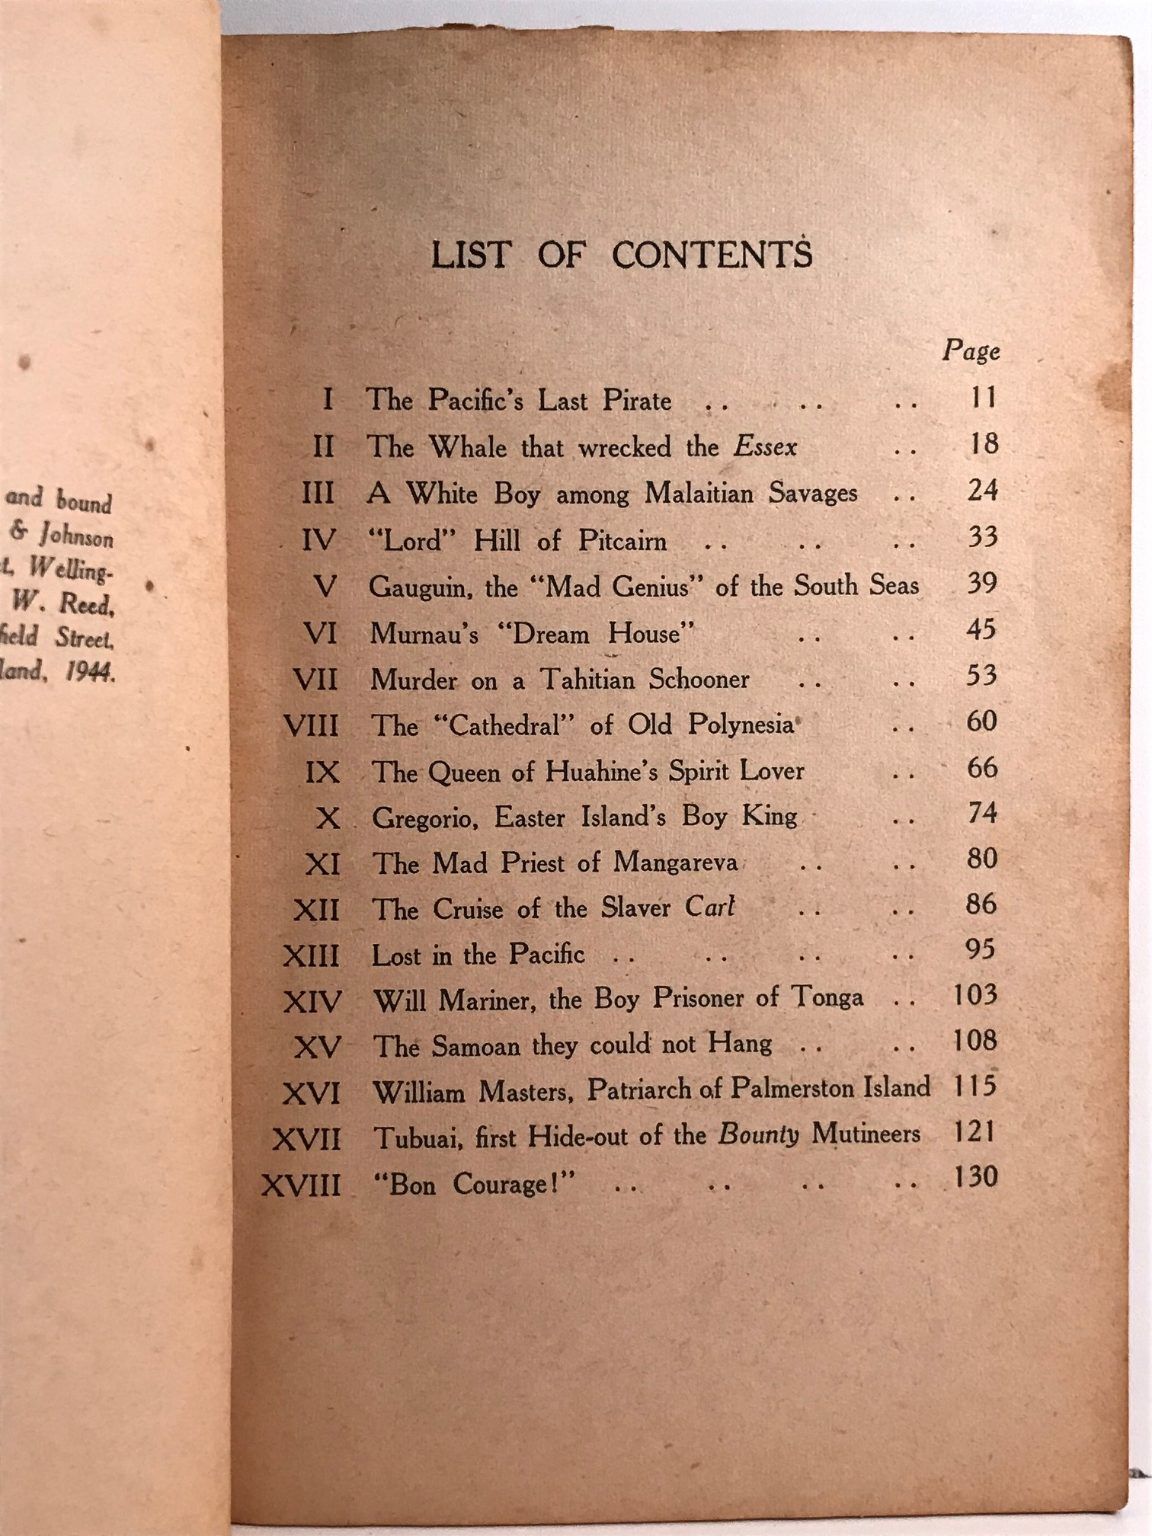 and bound
& Johnson
Welling-
W. Reed,
field Street,
land, 1944.
LIST OF CONTENTS
Page
I The Pacific's Last Pirate .. .. .. 11
II The Whale that wrecked the Essex .. 18
III A White Boy among Malaitian Savages .. 24
IV "Lord" Hill of Pitcairn .. .. .. 33
V Gauguin, the "Mad Genius" of the South Seas 39
VI Murnau's "Dream House" .. .. 45
VII Murder on a Tahitian Schooner .. .. 53
VIII The "Cathedral" of Old Polynesia .. 60
IX The Queen of Huahine's Spirit Lover .. 66
X Gregorio, Easter Island's Boy King .. 74
XI The Mad Priest of Mangareva .. .. 80
XII The Cruise of the Slaver Carl .. .. 86
XIII Lost in the Pacific .. .. .. .. 95
XIV Will Mariner, the Boy Prisoner of Tonga .. 103
XV The Samoan they could not Hang .. .. 108
XVI William Masters, Patriarch of Palmerston Island 115
XVII Tubuai, first Hide-out of the Bounty Mutineers 121
XVIII "Bon Courage!" .. .. .. .. 130